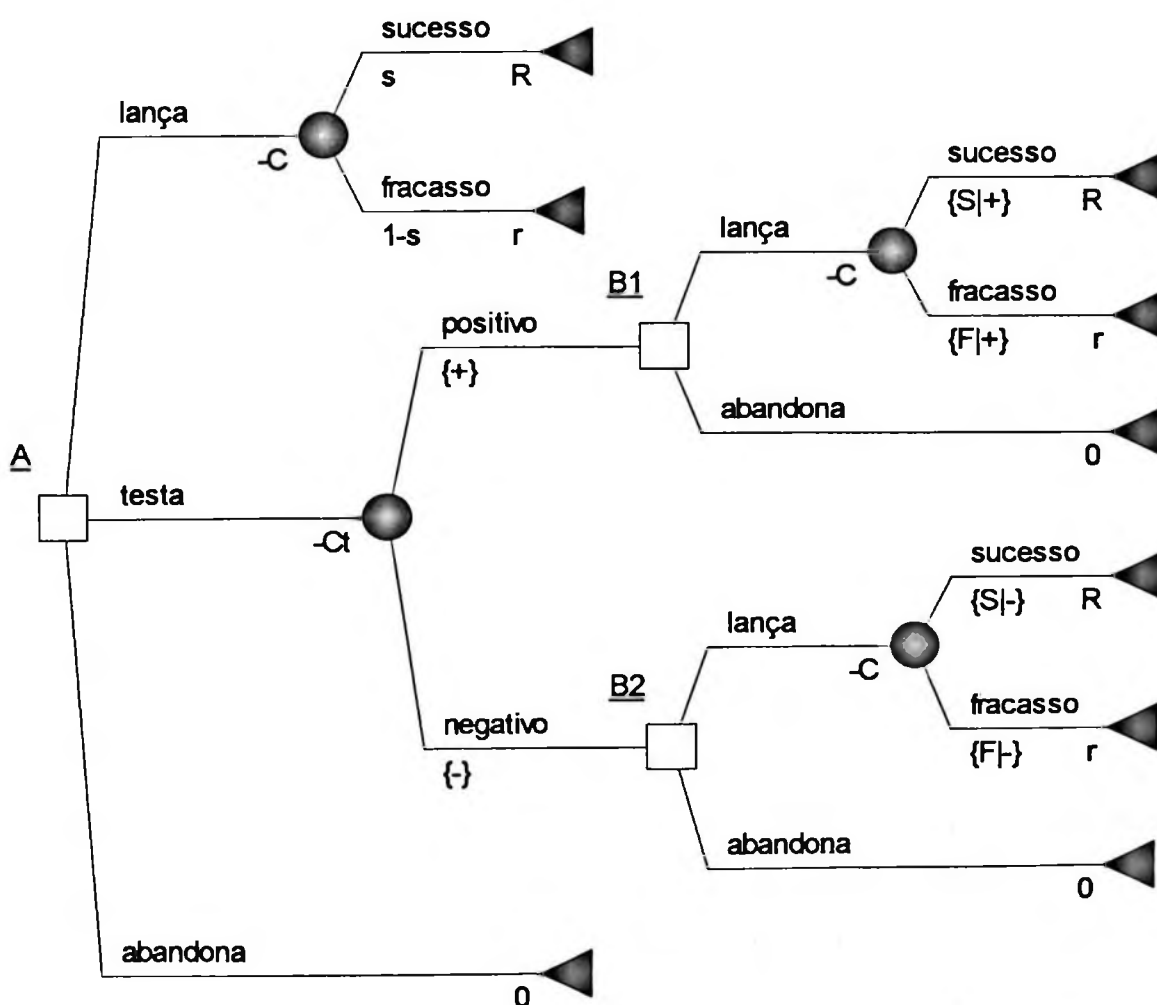 sucesso
s R
lança
-C
fracasso
1-s r
sucesso
{S|+} R
lança
-C
B1
fracasso
{F|+} r
positivo
{+}
abandona
0
A
testa
-Ct
sucesso
{S|-} R
lança
-C
B2
fracasso
{F|-} r
negativo
{-}
abandona
0
abandona
0